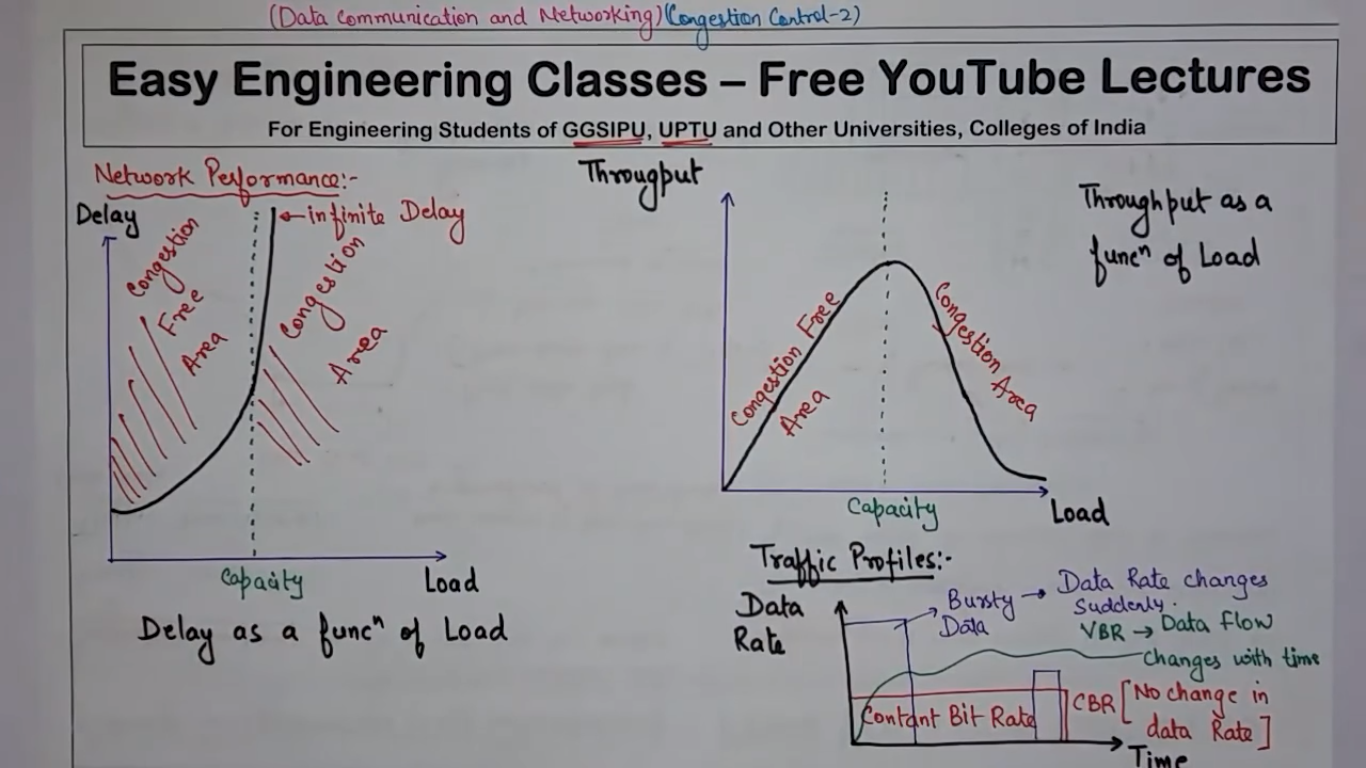 (Data Communication and Networking)(Congestion Control-2)
Easy Engineering Classes – Free YouTube Lectures
For Engineering Students of GGSIPU, UPTU and Other Universities, Colleges of India
Network Performance:-
Delay
infinite Delay
Congestion
Free
Area
Congestion
Area
Capacity
Load
Delay as a funcⁿ of Load
Througput
Throughput as a
funcⁿ of Load
Congestion Free
Area
Congestion Area
Capacity
Load
Traffic Profiles:-
Data
Rate
Bursty → Data Rate changes
Data
Suddenly.
VBR → Data flow
changes with time
Contant Bit Rate
CBR [No change in
data Rate]
Time